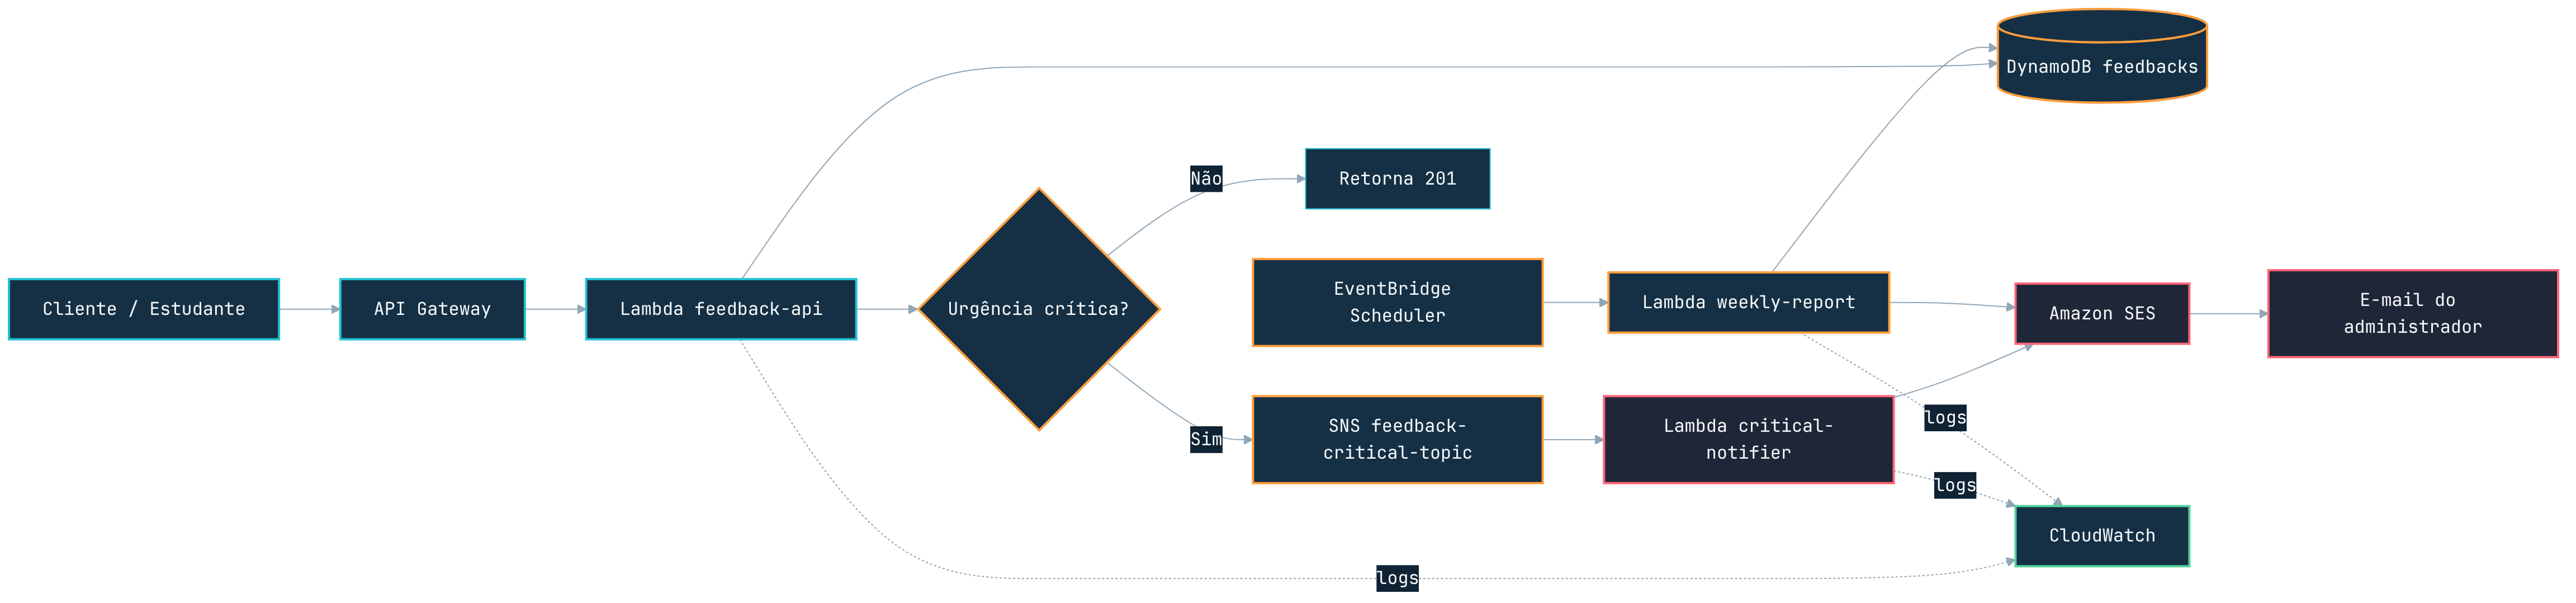 DynamoDB feedbacks
Não
Retorna 201
Cliente / Estudante
API Gateway
Lambda feedback-api
Urgência crítica?
EventBridge
Scheduler
Lambda weekly-report
Amazon SES
E-mail do
administrador
Sim
SNS feedback-
critical-topic
Lambda critical-
notifier
logs
logs
CloudWatch
logs